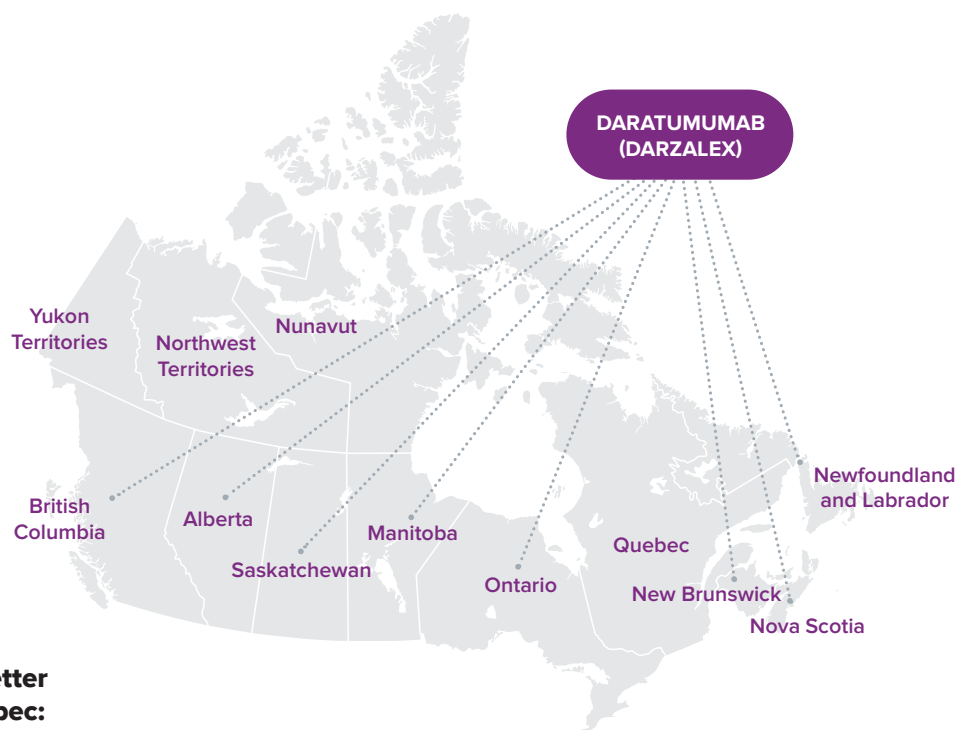 DARATUMUMAB
(DARZALEX)
Yukon
Territories
Northwest
Territories
Nunavut
British
Columbia
Alberta
Saskatchewan
Manitoba
Ontario
Quebec
New Brunswick
Nova Scotia
Newfoundland
and Labrador